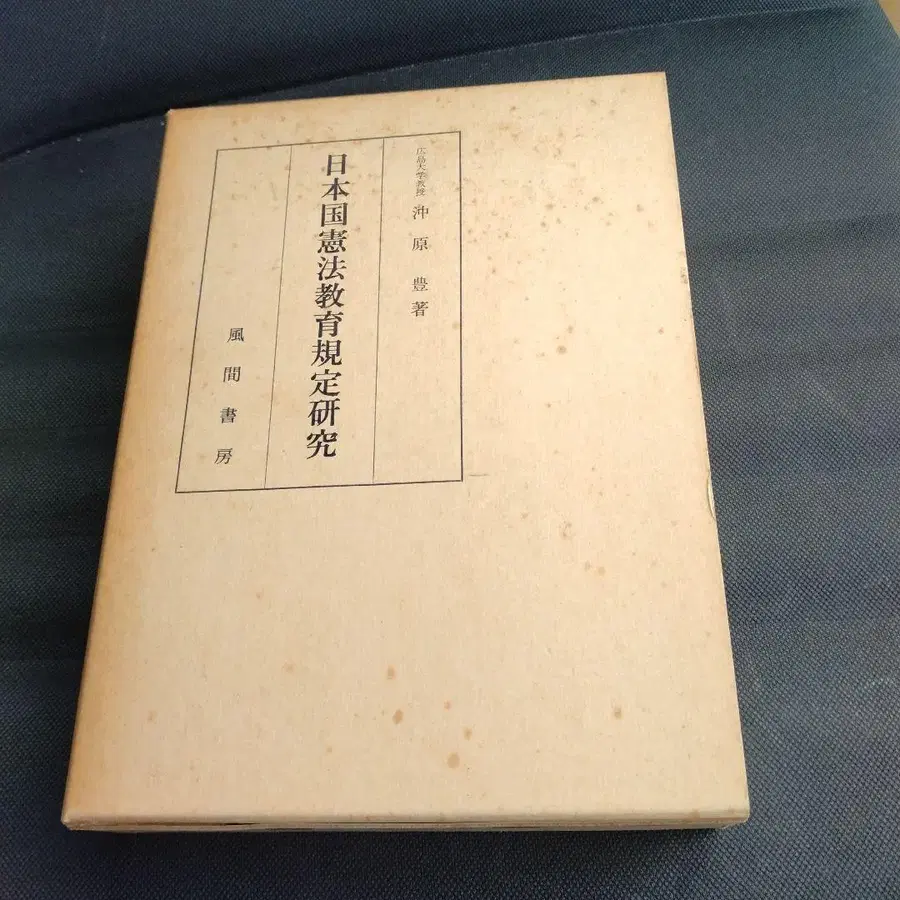 広島大学教授 沖原豊著
日本国憲法教育規定研究
風間書房